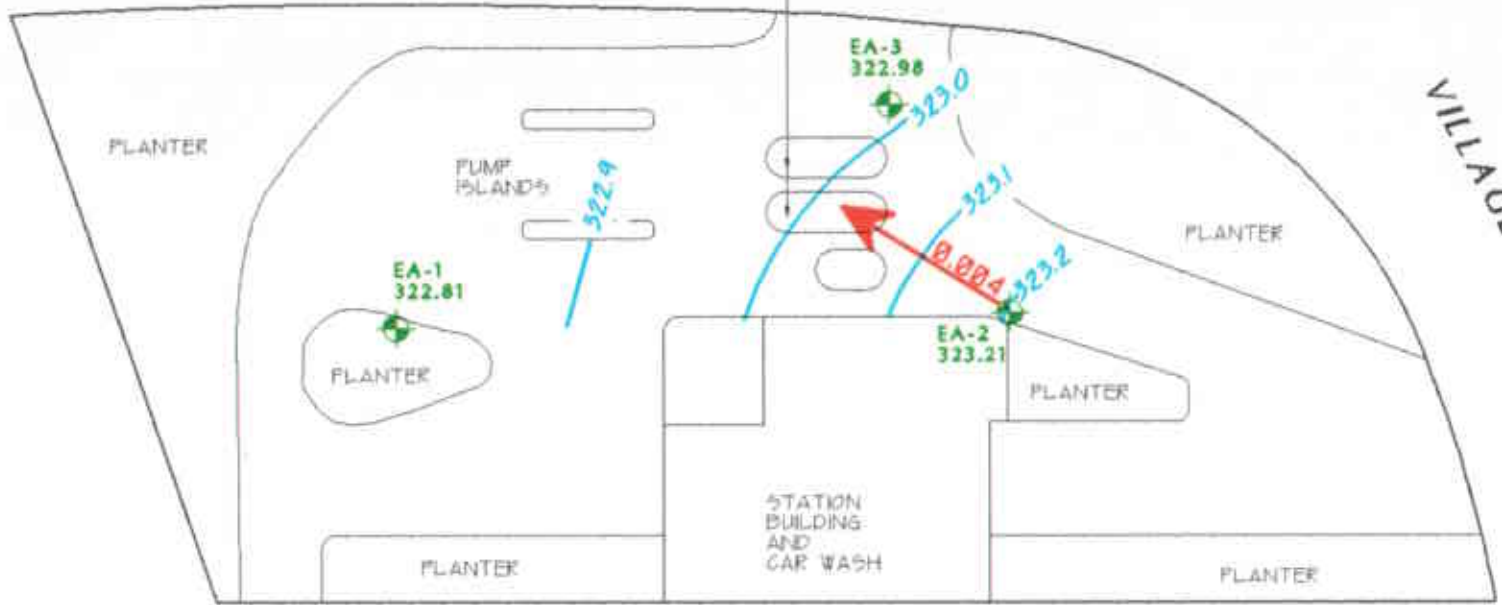 EA-3
322.98
323.0
VILLAGE
PLANTER
PUMP
ISLANDS
322.9
323.1
PLANTER
EA-1
322.81
0.004
323.2
EA-2
323.21
PLANTER
PLANTER
STATION
BUILDING
AND
CAR WASH
PLANTER
PLANTER